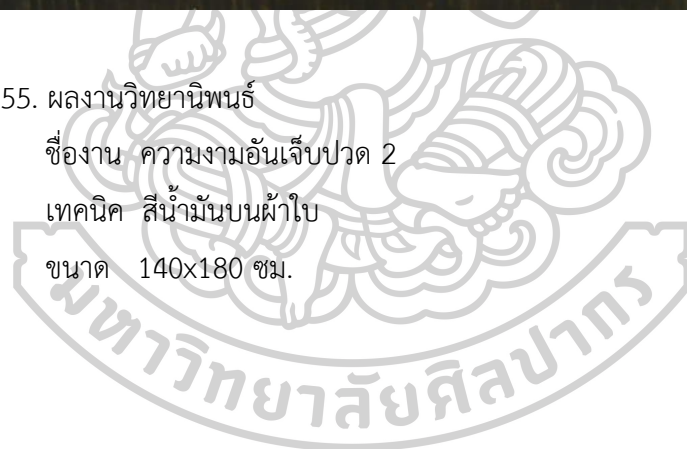 55. ผลงานวิทยานิพนธ์
ชื่องาน ความงามอันเจ็บปวด 2
เทคนิค สีน้ำมันบนผ้าใบ
ขนาด 140x180 ซม.
มหาวิทยาลัยศิลปากร